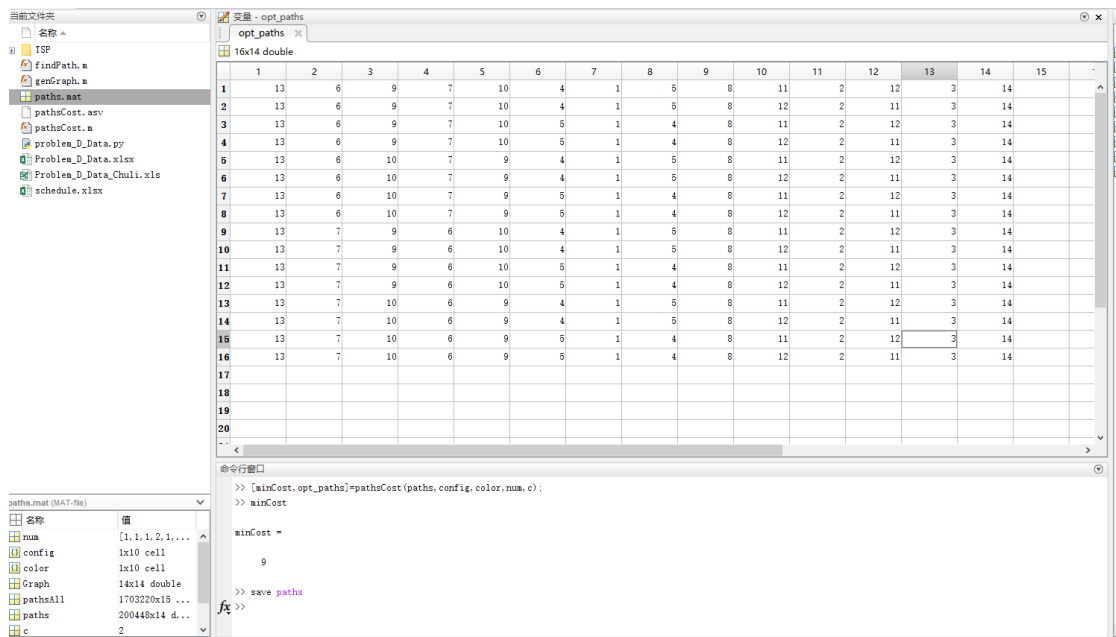 当前文件夹
名称
TSP
findPath.m
genGraph.m
paths.mat
pathsCost.asv
pathsCost.m
problem_D_Data.py
Problem_D_Data.xlsx
Problem_D_Data_Chuli.xls
schedule.xlsx
paths.mat (MAT-file)
名称 值
num [1,1,1,2,1,...
config 1x10 cell
color 1x10 cell
Graph 14x14 double
pathsAll 1703220x15 ...
paths 200448x14 d...
c 2
变量 - opt_paths
opt_paths
16x14 double
1 2 3 4 5 6 7 8 9 10 11 12 13 14 15
1 13 6 9 7 10 4 1 5 8 11 2 12 3 14
2 13 6 9 7 10 4 1 5 8 12 2 11 3 14
3 13 6 9 7 10 5 1 4 8 11 2 12 3 14
4 13 6 9 7 10 5 1 4 8 12 2 11 3 14
5 13 6 10 7 9 4 1 5 8 11 2 12 3 14
6 13 6 10 7 9 4 1 5 8 12 2 11 3 14
7 13 6 10 7 9 5 1 4 8 11 2 12 3 14
8 13 6 10 7 9 5 1 4 8 12 2 11 3 14
9 13 7 9 6 10 4 1 5 8 11 2 12 3 14
10 13 7 9 6 10 4 1 5 8 12 2 11 3 14
11 13 7 9 6 10 5 1 4 8 11 2 12 3 14
12 13 7 9 6 10 5 1 4 8 12 2 11 3 14
13 13 7 10 6 9 4 1 5 8 11 2 12 3 14
14 13 7 10 6 9 4 1 5 8 12 2 11 3 14
15 13 7 10 6 9 5 1 4 8 11 2 12 3 14
16 13 7 10 6 9 5 1 4 8 12 2 11 3 14
17
18
19
20
命令行窗口
>> [minCost,opt_paths]=pathsCost(paths,config,color,num,c);
>> minCost
minCost =
9
>> save paths
fx >>